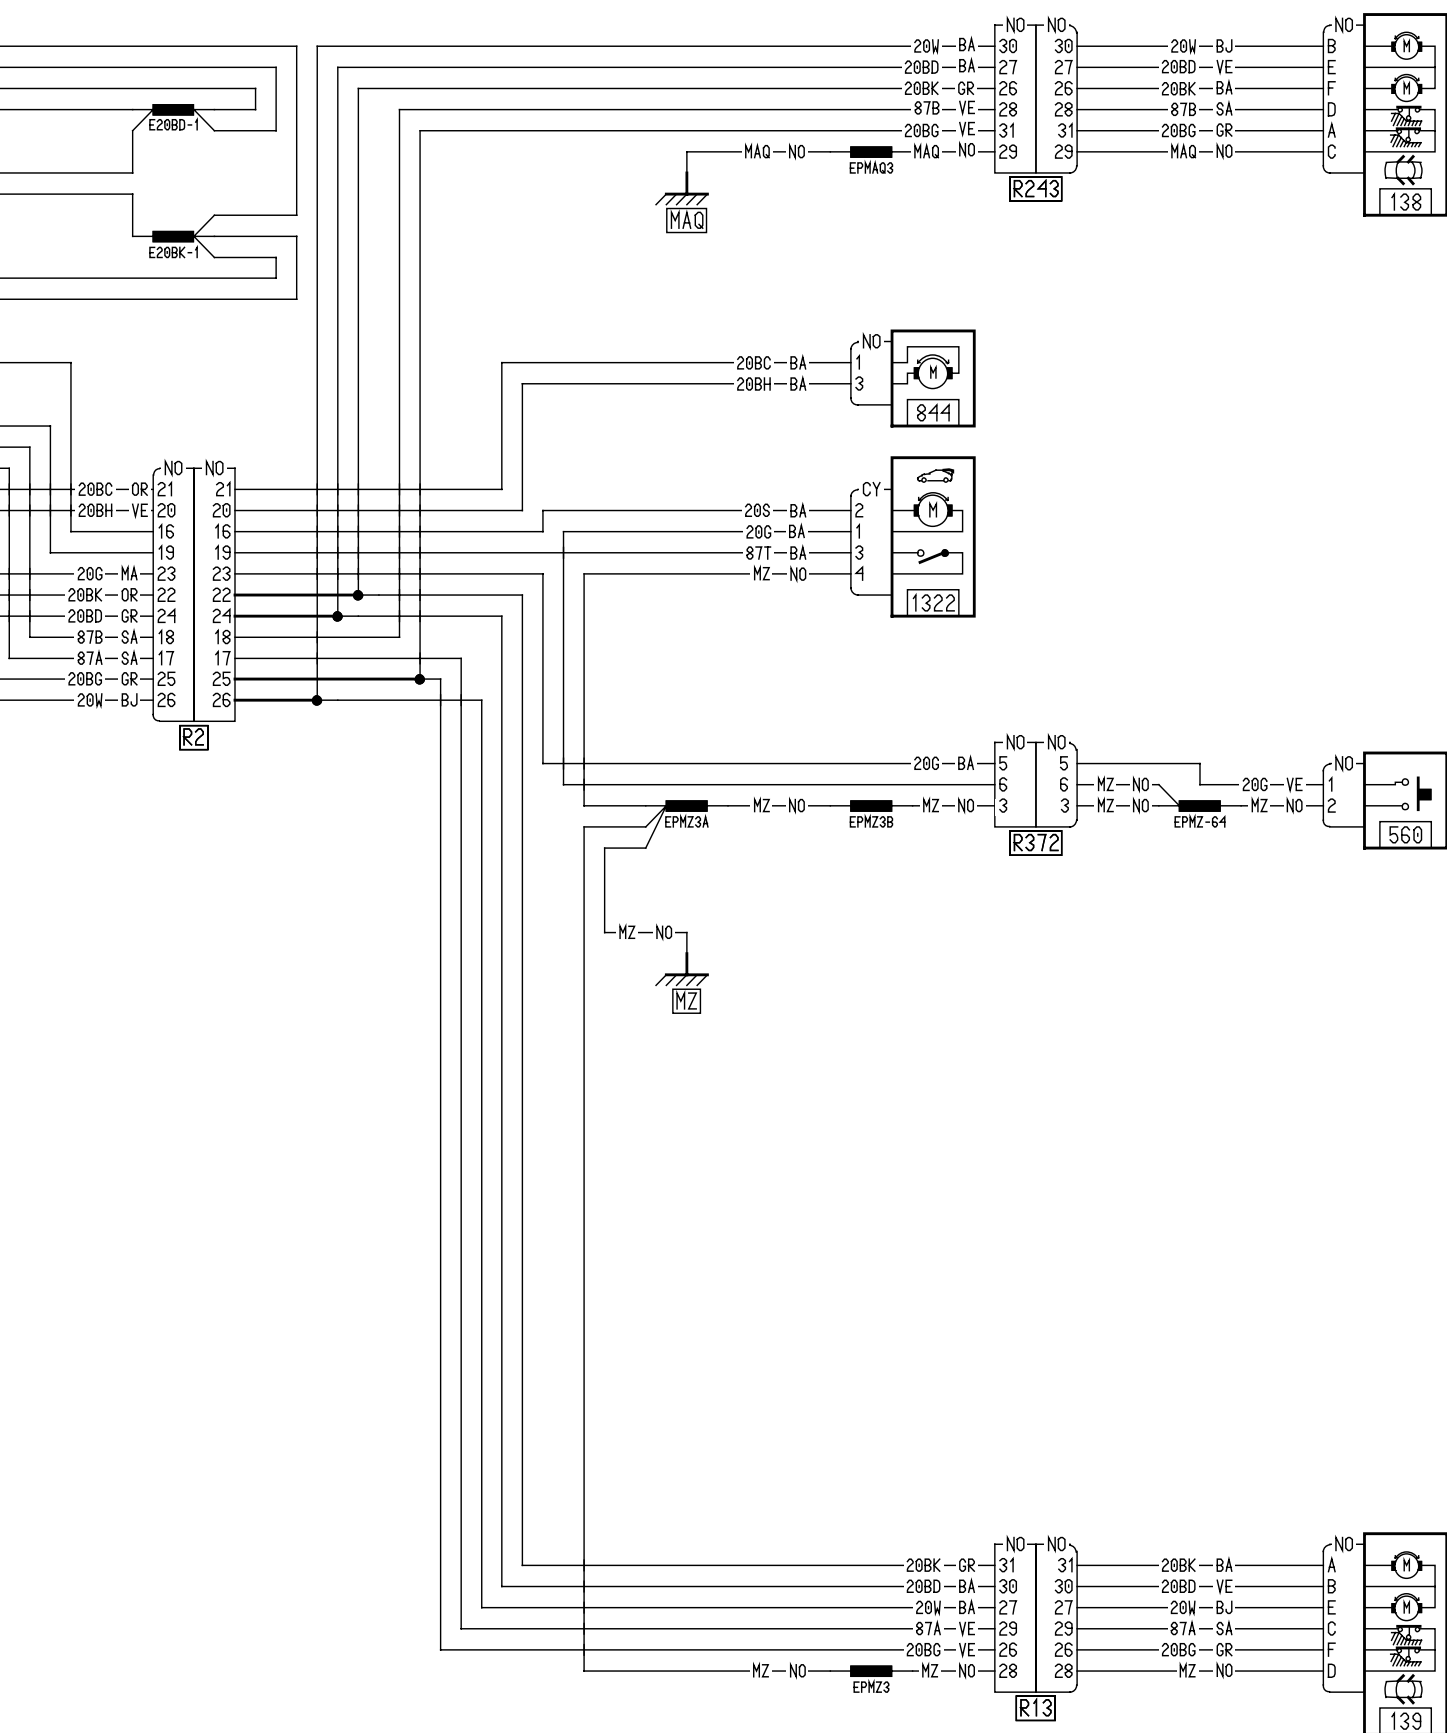 NO NO NO
20W BA 30 30 20W BJ B M
20BD BA 27 27 20BD VE E
20BK GR 26 26 20BK BA F M
87B VE 28 28 87B SA D
E20BD-1 20BG VE 31 31 20BG GR A
MAQ NO MAQ NO 29 29 MAQ NO C
EPMAQ3
R243 138
MAQ
E20BK-1
NO
20BC BA 1
20BH BA 3 M
844
NO NO
CY
20BC OR 21 21
20BH VE 20 20 20S BA 2 M
16 16 20G BA 1
19 19 87T BA 3
20G MA 23 23 MZ NO 4
20BK OR 22 22 1322
20BD GR 24 24
87B SA 18 18
87A SA 17 17
20BG GR 25 25
20W BJ 26 26
R2
NO NO
20G BA 5 5 NO
6 6 MZ NO 20G VE 1
MZ NO MZ NO 3 3 MZ NO MZ NO 2
EPMZ3A EPMZ3B EPMZ-64
R372 560
MZ NO
MZ
NO NO NO
20BK GR 31 31 20BK BA A M
20BD BA 30 30 20BD VE B
20W BA 27 27 20W BJ E M
87A VE 29 29 87A SA C
20BG VE 26 26 20BG GR F
MZ NO MZ NO 28 28 MZ NO D
EPMZ3
R13 139